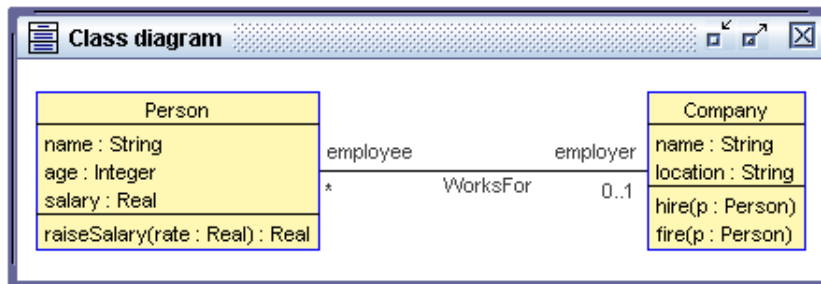 Class diagram
Person
name : String
age : Integer
salary : Real
raiseSalary(rate : Real) : Real
employee
*
WorksFor
employer
0..1
Company
name : String
location : String
hire(p : Person)
fire(p : Person)